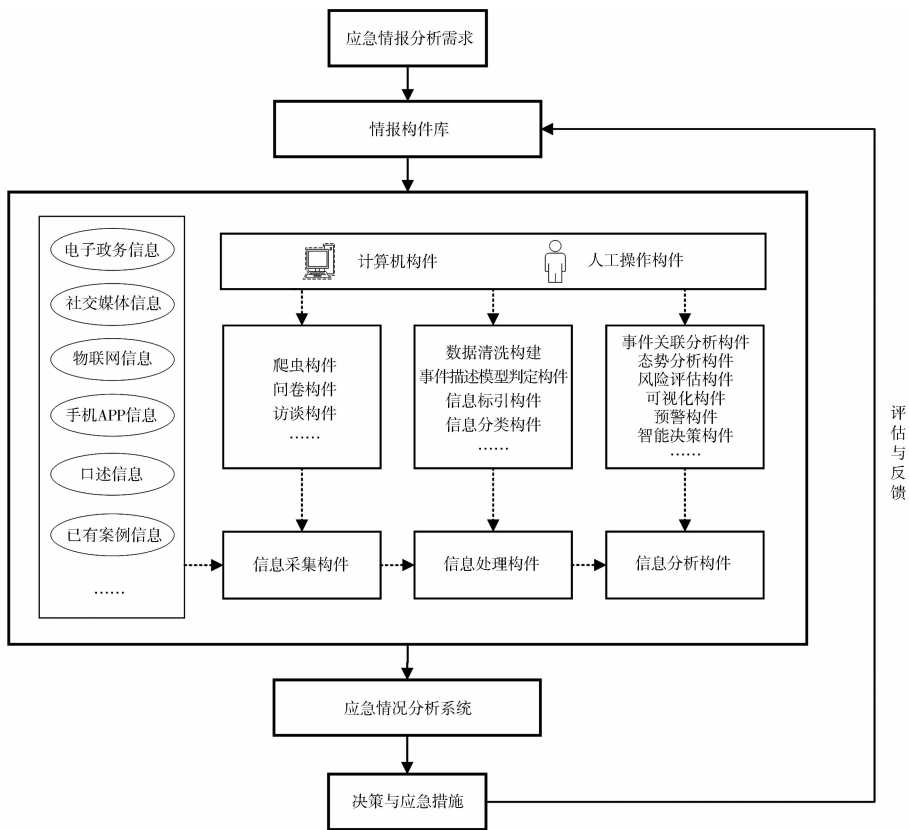 应急情报分析需求
情报构件库
电子政务信息
社交媒体信息
物联网信息
手机APP信息
口述信息
已有案例信息
……
计算机构件
人工操作构件
爬虫构件
问卷构件
访谈构件
……
数据清洗构建
事件描述模型判定构件
信息标引构件
信息分类构件
……
事件关联分析构件
态势分析构件
风险评估构件
可视化构件
预警构件
智能决策构件
……
信息采集构件
信息处理构件
信息分析构件
应急情况分析系统
决策与应急措施
评估与反馈